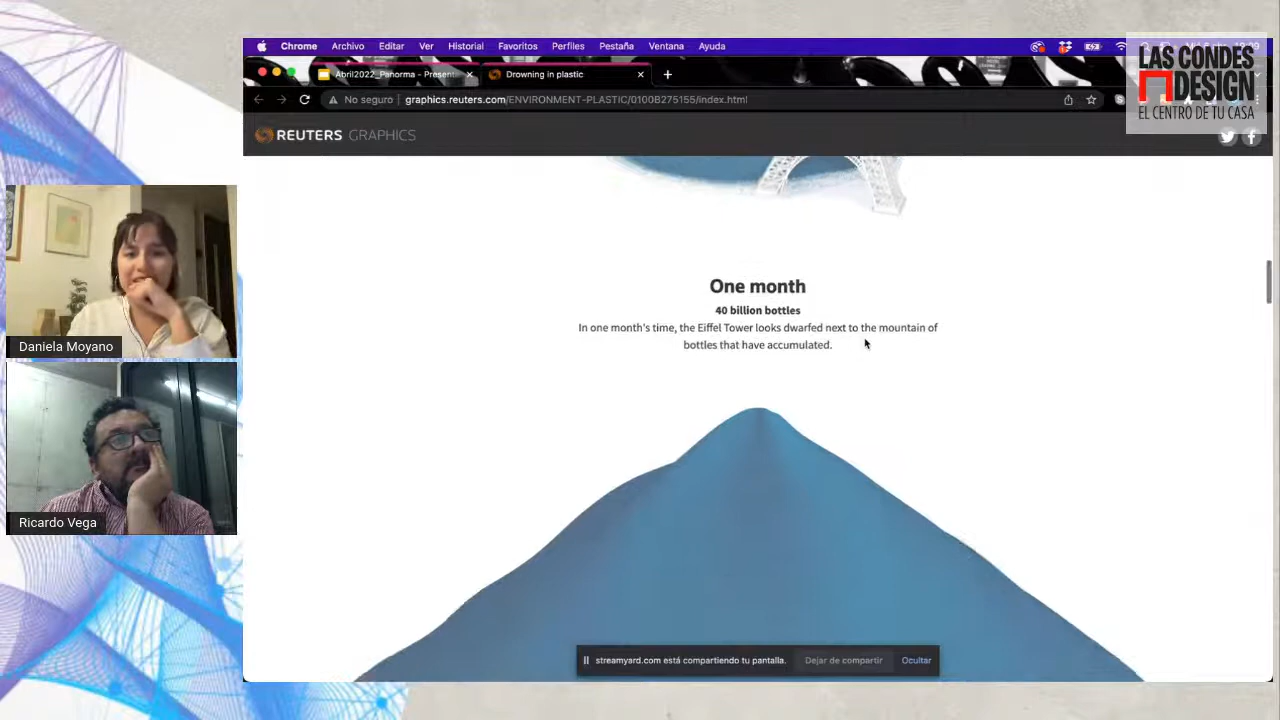 Chrome Archivo Editar Ver Historial Favoritos Perfiles Pestaña Ventana Ayuda
LAS CONDES
DESIGN
EL CENTRO DE TU CASA
Abril2022_Panorma - Present
Drowning in plastic
No seguro
graphics.reuters.com/ENVIRONMENT-PLASTIC/0100B275155/index.html
REUTERS GRAPHICS
One month
40 billion bottles
In one month's time, the Eiffel Tower looks dwarfed next to the mountain of
bottles that have accumulated.
Daniela Moyano
Ricardo Vega
streamyard.com está compartiendo tu pantalla. Dejar de compartir Ocultar